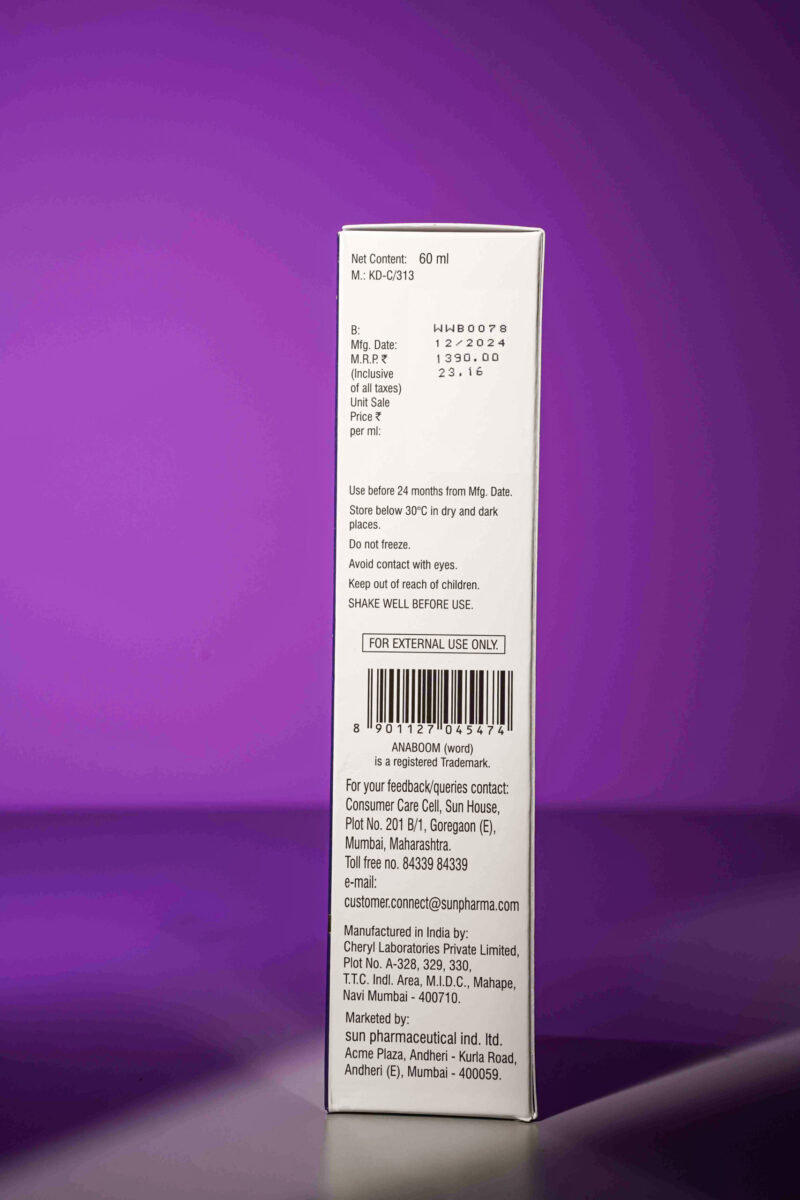 Net Content: 60 ml
M.: KD-C/313
B: WWB0078
Mfg. Date: 12/2024
M.R.P. ₹ 1390.00
(Inclusive 23.16
of all taxes)
Unit Sale
Price ₹
per ml:
Use before 24 months from Mfg. Date.
Store below 30°C in dry and dark
places.
Do not freeze.
Avoid contact with eyes.
Keep out of reach of children.
SHAKE WELL BEFORE USE.
FOR EXTERNAL USE ONLY.
8 901127 045474
ANABOOM (word)
is a registered Trademark.
For your feedback/queries contact:
Consumer Care Cell, Sun House,
Plot No. 201 B/1, Goregaon (E),
Mumbai, Maharashtra.
Toll free no. 84339 84339
e-mail:
customer.connect@sunpharma.com
Manufactured in India by:
Cheryl Laboratories Private Limited,
Plot No. A-328, 329, 330,
T.T.C. Indl. Area, M.I.D.C., Mahape,
Navi Mumbai - 400710.
Marketed by:
sun pharmaceutical ind. ltd.
Acme Plaza, Andheri - Kurla Road,
Andheri (E), Mumbai - 400059.